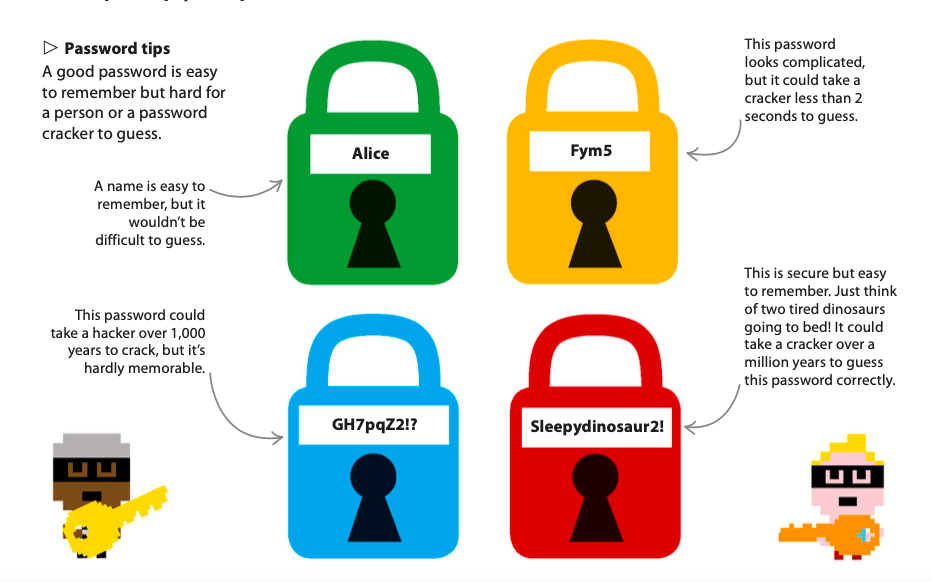 ▷ Password tips
A good password is easy
to remember but hard for
a person or a password
cracker to guess.
A name is easy to
remember, but it
wouldn't be
difficult to guess.
Alice
Fym5
This password
looks complicated,
but it could take a
cracker less than 2
seconds to guess.
This password could
take a hacker over 1,000
years to crack, but it's
hardly memorable.
GH7pqZ2!?
Sleepydinosaur2!
This is secure but easy
to remember. Just think
of two tired dinosaurs
going to bed! It could
take a cracker over a
million years to guess
this password correctly.